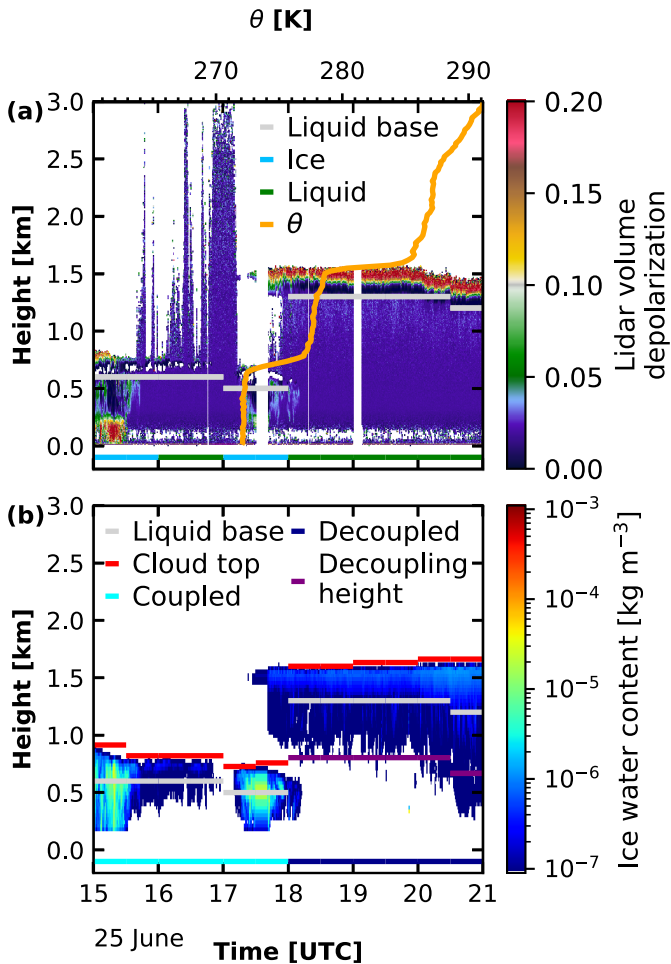 θ [K]
270 280 290
(a)
3.0
2.5
2.0
1.5
1.0
0.5
0.0
Height [km]
Liquid base
Ice
Liquid
θ
0.20
0.15
0.10
0.05
0.00
Lidar volume
depolarization
(b)
3.0
2.5
2.0
1.5
1.0
0.5
0.0
Height [km]
Liquid base
Cloud top
Coupled
Decoupled
Decoupling
height
10⁻³
10⁻⁴
10⁻⁵
10⁻⁶
10⁻⁷
Ice water content [kg m⁻³]
15 16 17 18 19 20 21
25 June
Time [UTC]